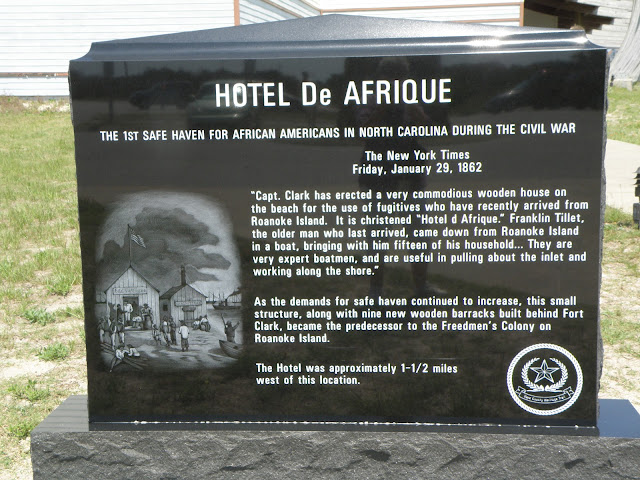 HOTEL De AFRIQUE
THE 1ST SAFE HAVEN FOR AFRICAN AMERICANS IN NORTH CAROLINA DURING THE CIVIL WAR
The New York Times
Friday, January 29, 1862
"Capt. Clark has erected a very commodious wooden house on
the beach for the use of fugitives who have recently arrived from
Roanoke Island. It is christened "Hotel d Afrique." Franklin Tillet,
the older man who last arrived, came down from Roanoke Island
in a boat, bringing with him fifteen of his household... They are
very expert boatmen, and are useful in pulling about the inlet and
working along the shore."
As the demands for safe haven continued to increase, this small
structure, along with nine new wooden barracks built behind Fort
Clark, became the predecessor to the Freedmen's Colony on
Roanoke Island.
The Hotel was approximately 1-1/2 miles
west of this location.